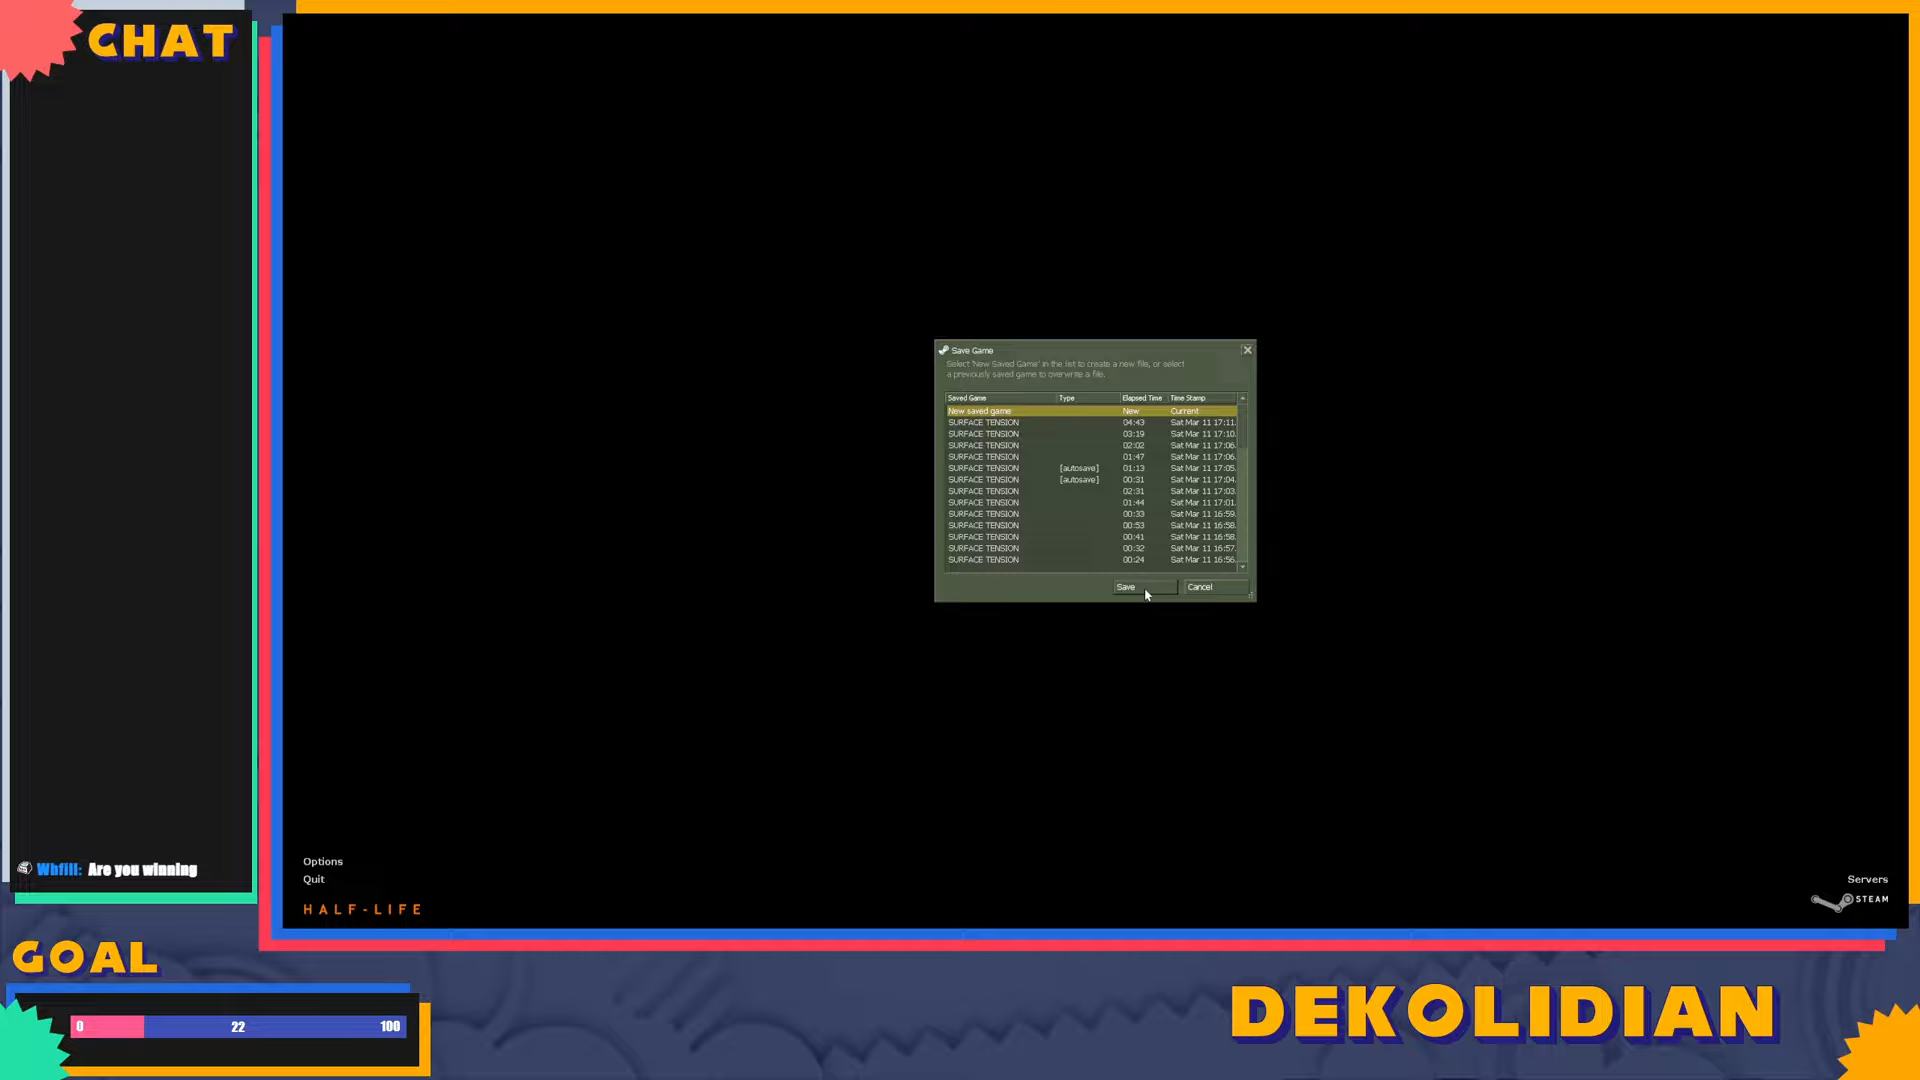 CHAT
Save Game
Select 'New Saved Game' in the list to create a new file, or select
a previously saved game to overwrite a file.
Saved Game Type Elapsed Time Time Stamp
New saved game New Current
SURFACE TENSION 04:43 Sat Mar 11 17:11.
SURFACE TENSION 03:19 Sat Mar 11 17:10.
SURFACE TENSION 02:02 Sat Mar 11 17:06.
SURFACE TENSION 01:47 Sat Mar 11 17:06.
SURFACE TENSION [autosave] 01:13 Sat Mar 11 17:05.
SURFACE TENSION [autosave] 00:31 Sat Mar 11 17:04.
SURFACE TENSION 02:31 Sat Mar 11 17:03.
SURFACE TENSION 01:44 Sat Mar 11 17:01.
SURFACE TENSION 00:33 Sat Mar 11 16:59.
SURFACE TENSION 00:53 Sat Mar 11 16:58.
SURFACE TENSION 00:41 Sat Mar 11 16:58.
SURFACE TENSION 00:32 Sat Mar 11 16:57.
SURFACE TENSION 00:24 Sat Mar 11 16:56.
Save Cancel
Whfill: Are you winning
Options
Quit
HALF-LIFE
Servers
STEAM
GOAL
0 22 100
DEKOLIDIAN